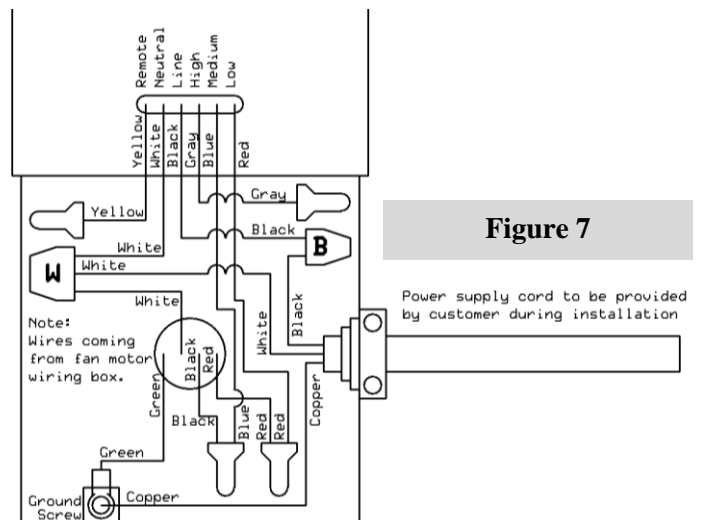 Remote
Neutral
Line
High
Medium
Low
Yellow
White
Black
Gray
Blue
Red
Gray
Yellow
Black
B
White
White
W
White
Figure 7
Power supply cord to be provided
by customer during installation
Note:
Wires coming
from fan motor
wiring box.
Black
White
Black
Red
Green
Copper
Black
Blue
Red
Red
Green
Copper
Ground
Screw